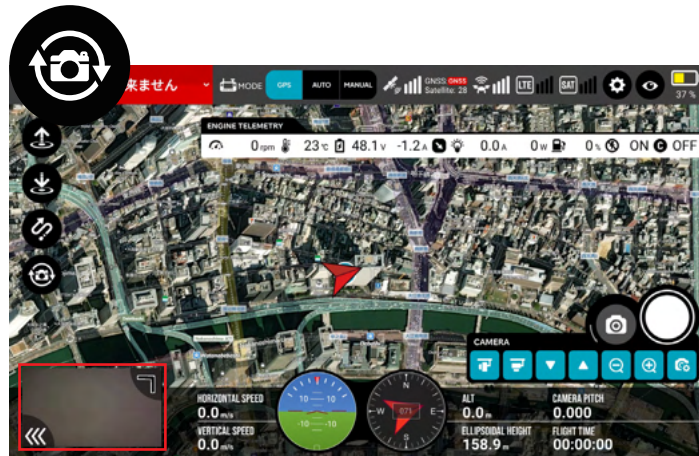 来ません
MODE
GPS
AUTO
MANUAL
GNSS: GNSS
Satellite: 28
LTE
SAT
37 %
ENGINE TELEMETRY
0 rpm 23 °C 48.1 V -1.2 A 0.0 A 0 W 0 % ON C OFF
CAMERA
HORIZONTAL SPEED
0.0 m/s
VERTICAL SPEED
0.0 m/s
10 10
-10 -10
N
W 071 E
S
ALT
0.0 m
ELLIPSOIDAL HEIGHT
158.9 m
CAMERA PITCH
0.000
FLIGHT TIME
00:00:00